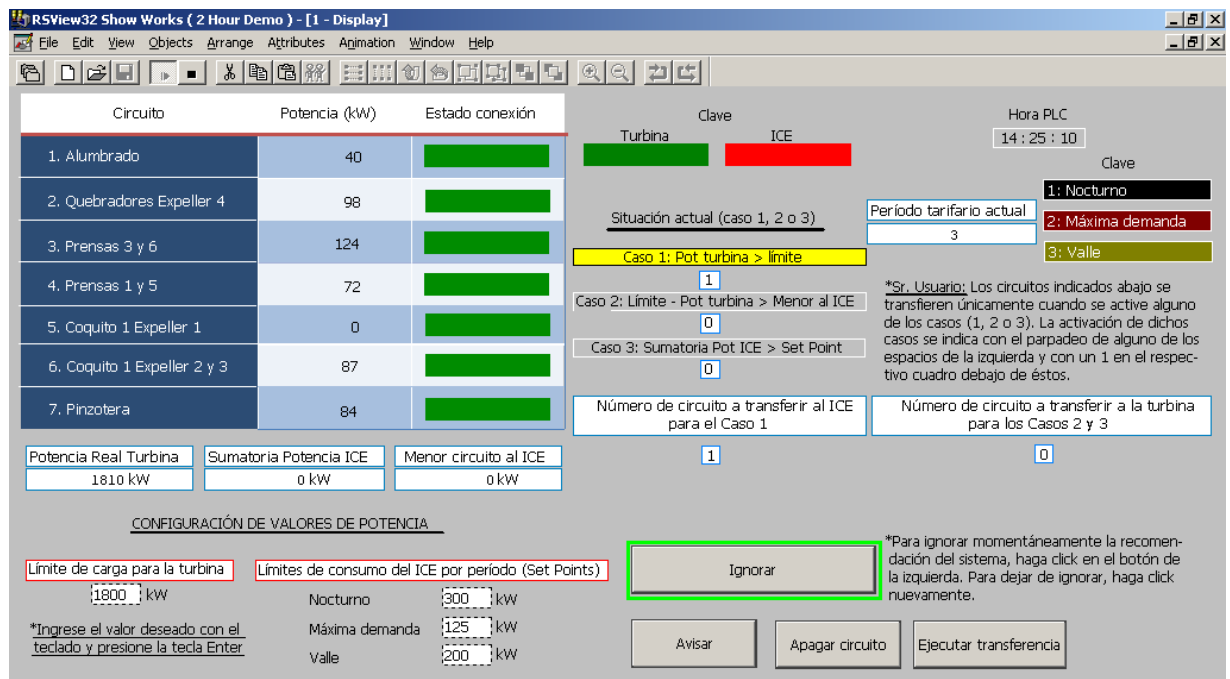 RSView32 Show Works ( 2 Hour Demo ) - [1 - Display]
File Edit View Objects Arrange Attributes Animation Window Help
Circuito Potencia (kW) Estado conexión
1. Alumbrado 40
2. Quebradores Expeller 4 98
3. Prensas 3 y 6 124
4. Prensas 1 y 5 72
5. Coquito 1 Expeller 1 0
6. Coquito 1 Expeller 2 y 3 87
7. Pinzotera 84
Potencia Real Turbina Sumatoria Potencia ICE Menor circuito al ICE
1810 kW 0 kW 0 kW
Clave
Turbina ICE
Situación actual (caso 1, 2 o 3)
Caso 1: Pot turbina > límite
1
Caso 2: Límite - Pot turbina > Menor al ICE
0
Caso 3: Sumatoria Pot ICE > Set Point
0
Hora PLC
14 : 25 : 10
Clave
1: Nocturno
2: Máxima demanda
3: Valle
Período tarifario actual
3
*Sr. Usuario: Los circuitos indicados abajo se
transfieren únicamente cuando se active alguno
de los casos (1, 2 o 3). La activación de dichos
casos se indica con el parpadeo de alguno de los
espacios de la izquierda y con un 1 en el respec-
tivo cuadro debajo de éstos.
Número de circuito a transferir al ICE
para el Caso 1
1
Número de circuito a transferir a la turbina
para los Casos 2 y 3
0
CONFIGURACIÓN DE VALORES DE POTENCIA
Límite de carga para la turbina
1800 kW
*Ingrese el valor deseado con el
teclado y presione la tecla Enter
Límites de consumo del ICE por período (Set Points)
Nocturno 300 kW
Máxima demanda 125 kW
Valle 200 kW
Ignorar
*Para ignorar momentáneamente la recomen-
dación del sistema, haga click en el botón de
la izquierda. Para dejar de ignorar, haga click
nuevamente.
Avisar Apagar circuito Ejecutar transferencia